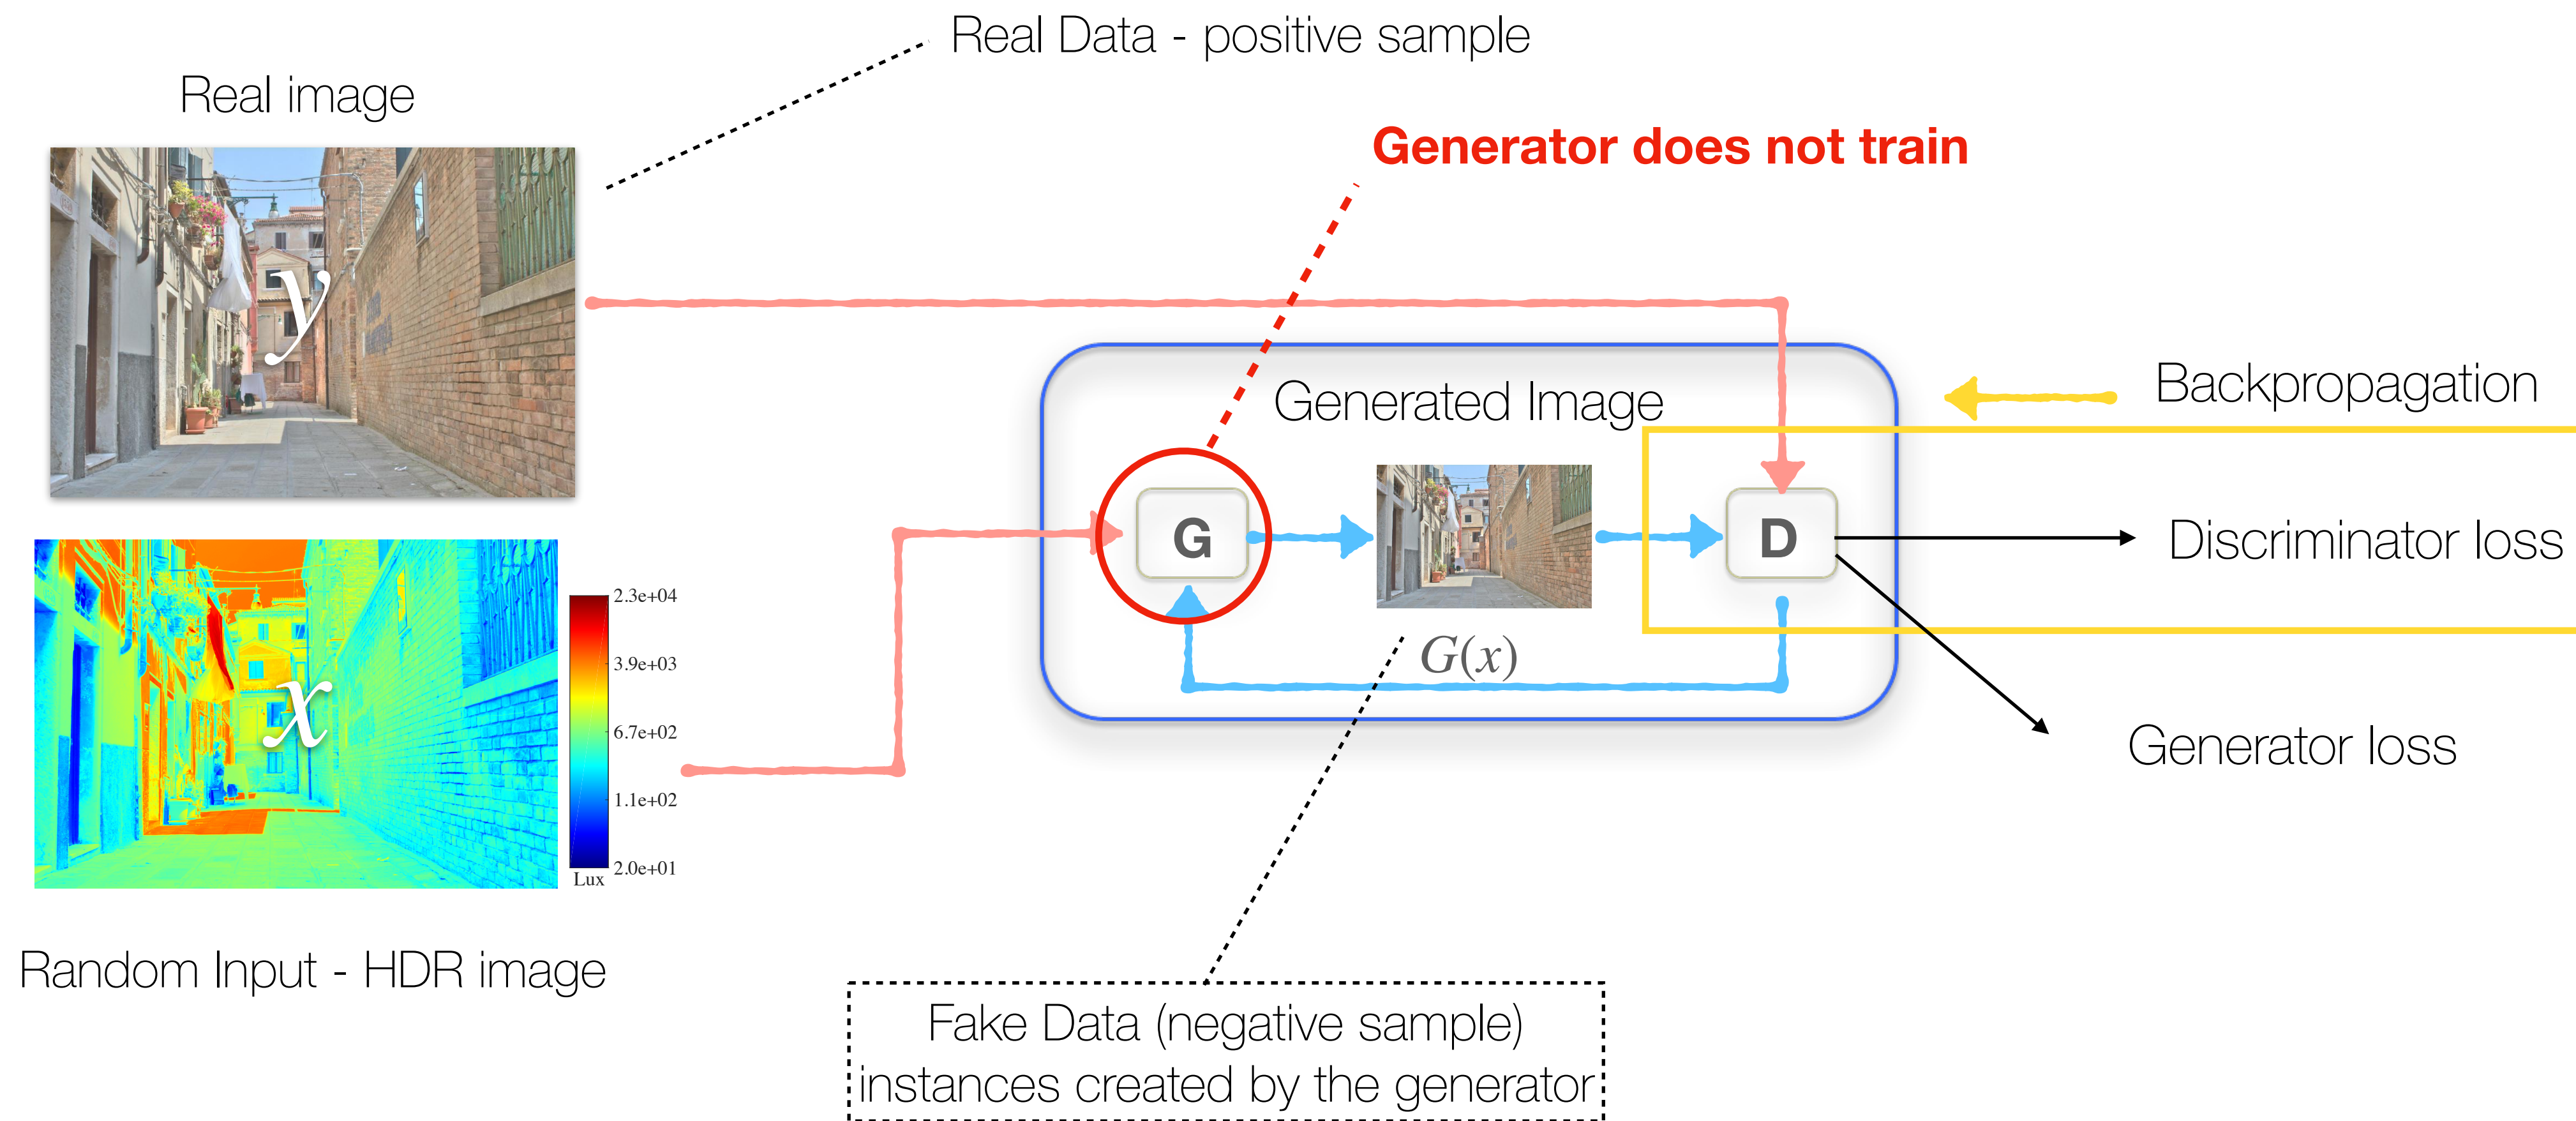 Real Data - positive sample
Real image
Generator does not train
y
Backpropagation
Generated Image
G
D
Discriminator loss
G(x)
x
2.3e+04
3.9e+03
6.7e+02
1.1e+02
2.0e+01
Lux
Generator loss
Random Input - HDR image
Fake Data (negative sample)
instances created by the generator